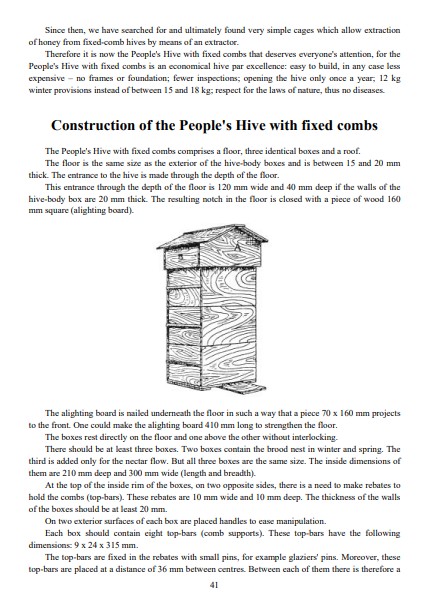 Since then, we have searched for and ultimately found very simple cages which allow extraction
of honey from fixed-comb hives by means of an extractor.
Therefore it is now the People's Hive with fixed combs that deserves everyone's attention, for the
People's Hive with fixed combs is an economical hive par excellence: easy to build, in any case less
expensive – no frames or foundation; fewer inspections; opening the hive only once a year; 12 kg
winter provisions instead of between 15 and 18 kg; respect for the laws of nature, thus no diseases.
Construction of the People's Hive with fixed combs
The People's Hive with fixed combs comprises a floor, three identical boxes and a roof.
The floor is the same size as the exterior of the hive-body boxes and is between 15 and 20 mm
thick. The entrance to the hive is made through the depth of the floor.
This entrance through the depth of the floor is 120 mm wide and 40 mm deep if the walls of the
hive-body box are 20 mm thick. The resulting notch in the floor is closed with a piece of wood 160
mm square (alighting board).
A
The alighting board is nailed underneath the floor in such a way that a piece 70 x 160 mm projects
to the front. One could make the alighting board 410 mm long to strengthen the floor.
The boxes rest directly on the floor and one above the other without interlocking.
There should be at least three boxes. Two boxes contain the brood nest in winter and spring. The
third is added only for the nectar flow. But all three boxes are the same size. The inside dimensions of
them are 210 mm deep and 300 mm wide (length and breadth).
At the top of the inside rim of the boxes, on two opposite sides, there is a need to make rebates to
hold the combs (top-bars). These rebates are 10 mm wide and 10 mm deep. The thickness of the walls
of the boxes should be at least 20 mm.
On two exterior surfaces of each box are placed handles to ease manipulation.
Each box should contain eight top-bars (comb supports). These top-bars have the following
dimensions: 9 x 24 x 315 mm.
The top-bars are fixed in the rebates with small pins, for example glaziers' pins. Moreover, these
top-bars are placed at a distance of 36 mm between centres. Between each of them there is therefore a
41